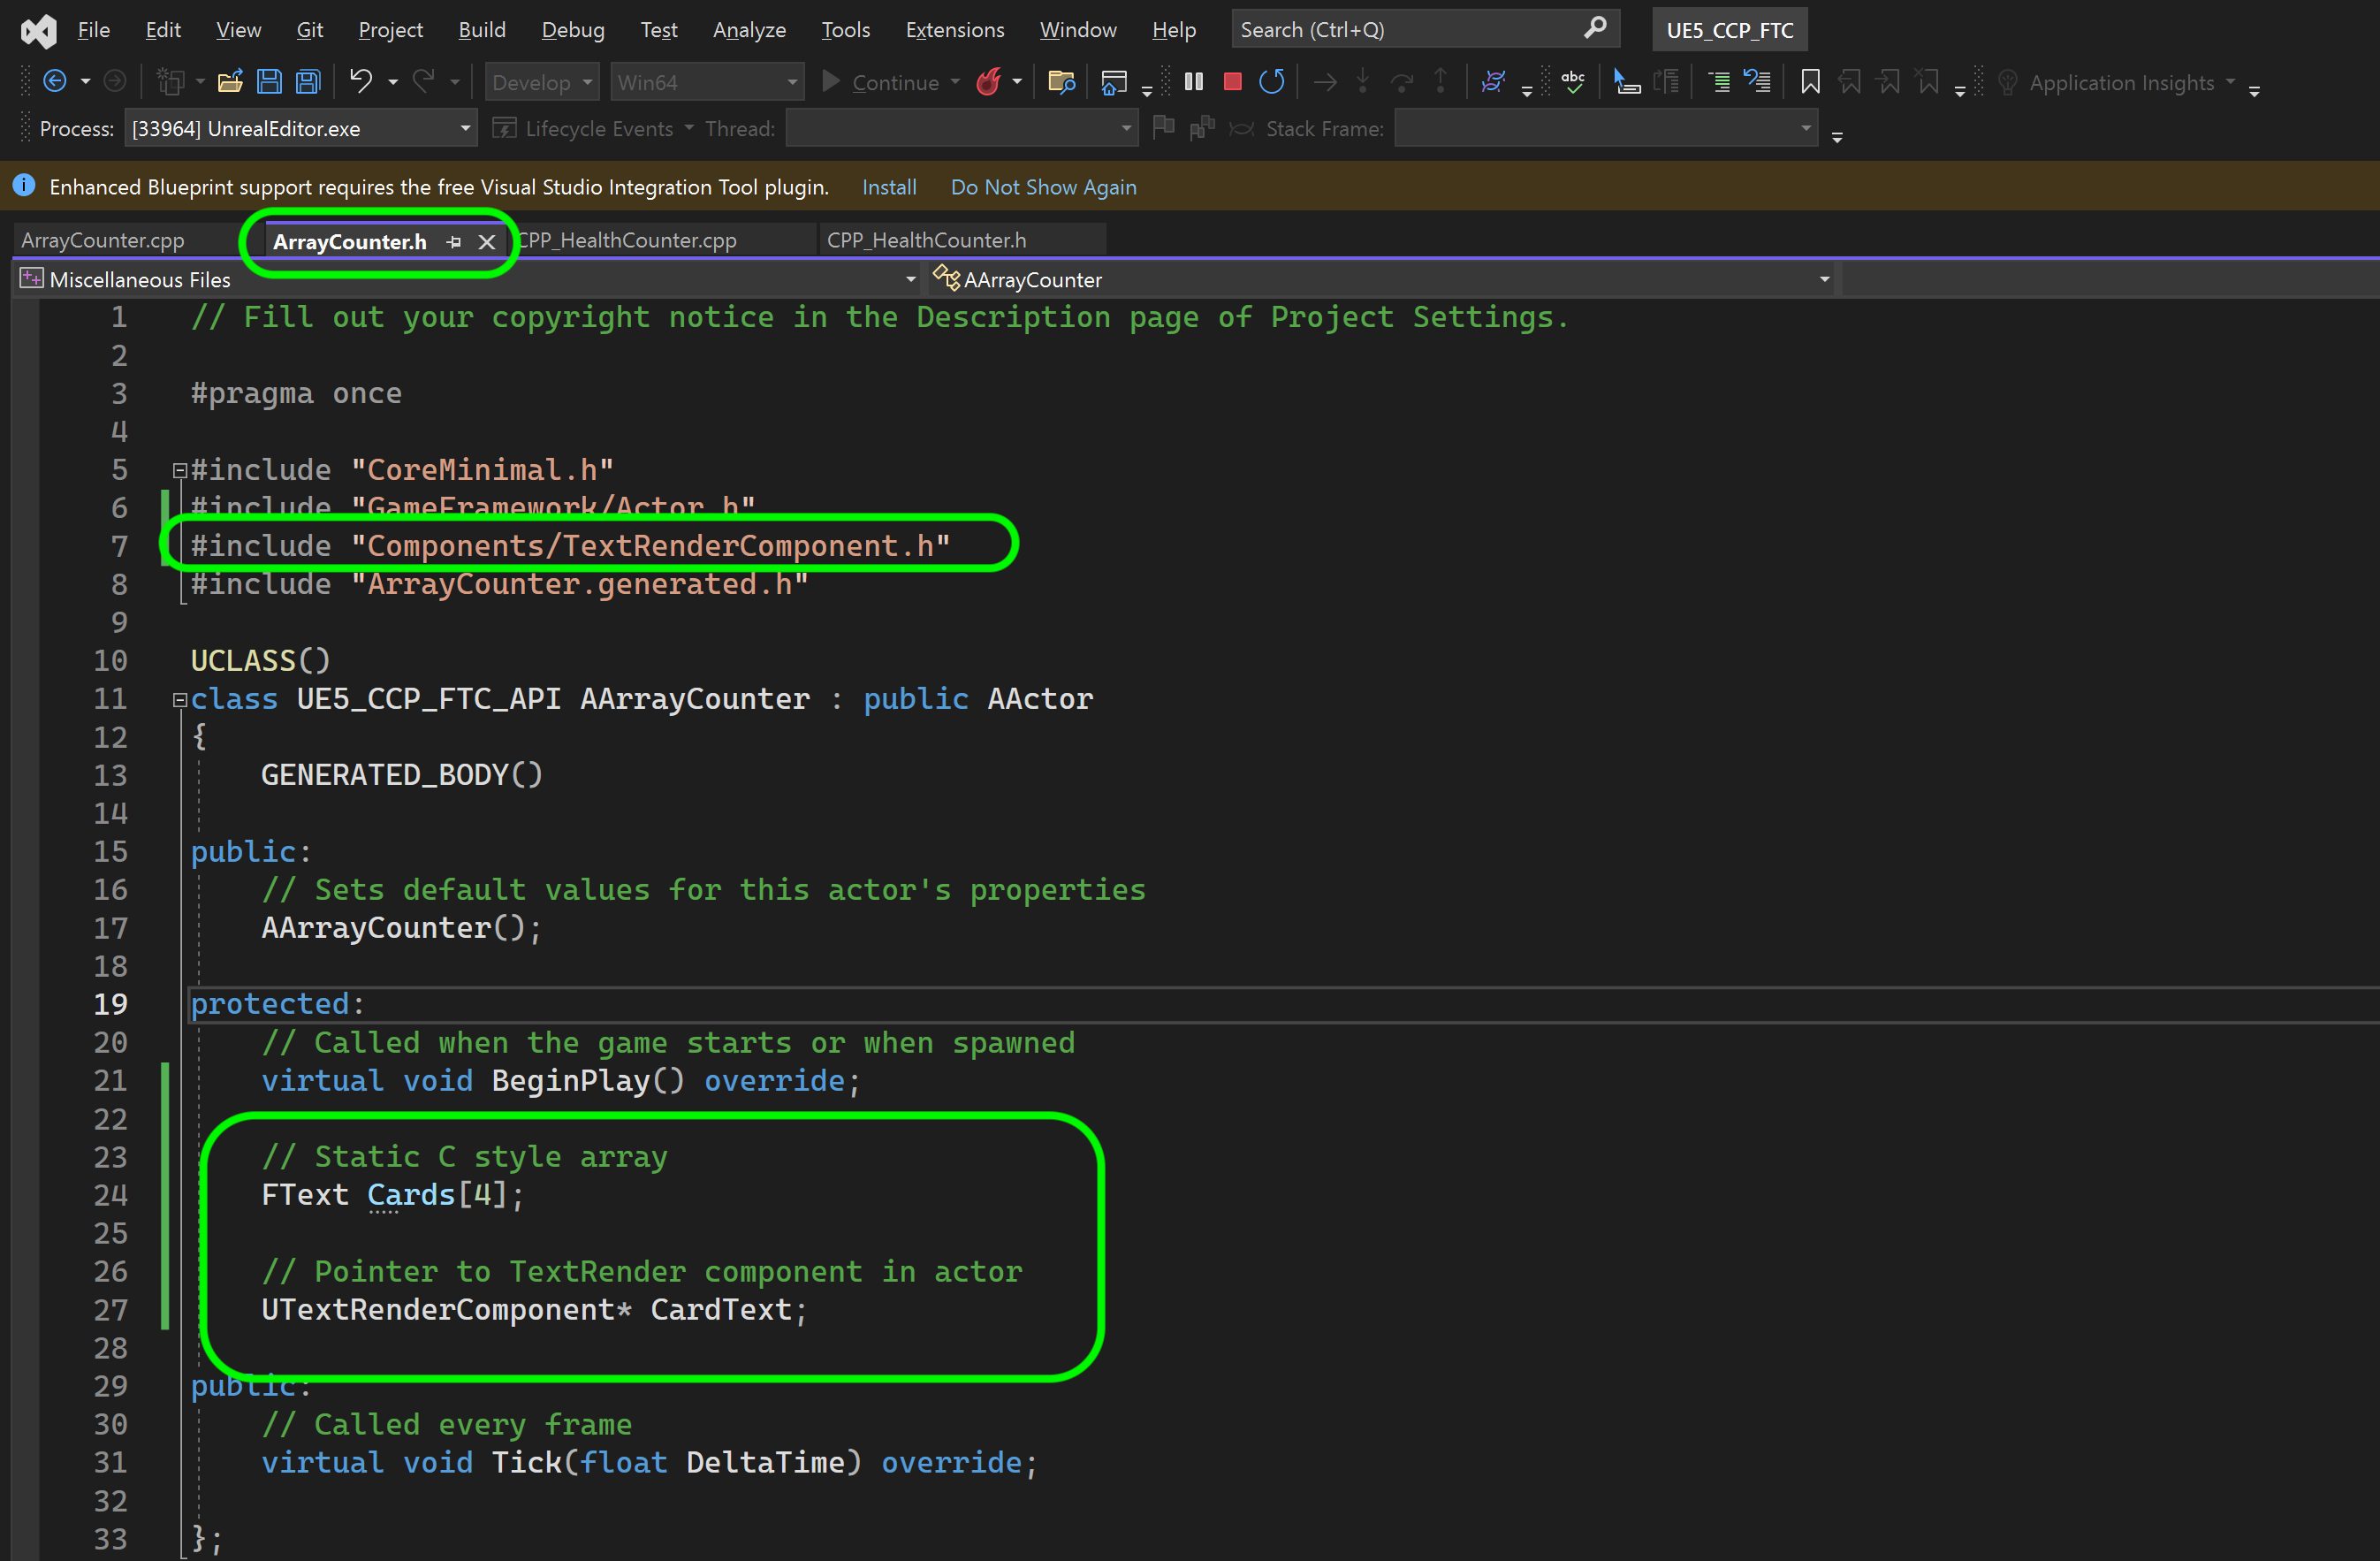 File Edit View Git Project Build Debug Test Analyze Tools Extensions Window Help Search (Ctrl+Q) UE5_CCP_FTC
Develop Win64 Continue abc Application Insights
Process: [33964] UnrealEditor.exe Lifecycle Events Thread: Stack Frame:
Enhanced Blueprint support requires the free Visual Studio Integration Tool plugin. Install Do Not Show Again
ArrayCounter.cpp ArrayCounter.h CPP_HealthCounter.cpp CPP_HealthCounter.h
Miscellaneous Files AArrayCounter
1 // Fill out your copyright notice in the Description page of Project Settings.
2
3 #pragma once
4
5 #include "CoreMinimal.h"
6 #include "GameFramework/Actor.h"
7 #include "Components/TextRenderComponent.h"
8 #include "ArrayCounter.generated.h"
9
10 UCLASS()
11 class UE5_CCP_FTC_API AArrayCounter : public AActor
12 {
13 GENERATED_BODY()
14
15 public:
16 // Sets default values for this actor's properties
17 AArrayCounter();
18
19 protected:
20 // Called when the game starts or when spawned
21 virtual void BeginPlay() override;
22
23 // Static C style array
24 FText Cards[4];
25
26 // Pointer to TextRender component in actor
27 UTextRenderComponent* CardText;
28
29 public:
30 // Called every frame
31 virtual void Tick(float DeltaTime) override;
32
33 };